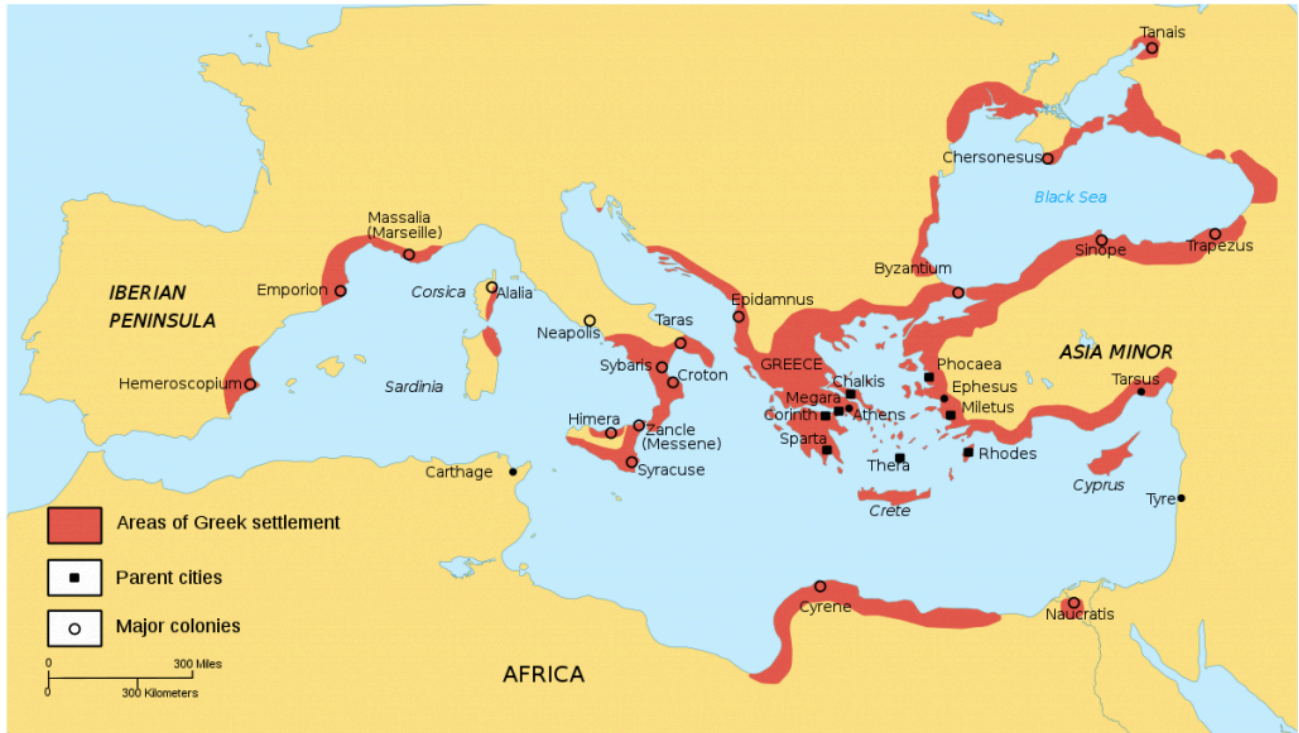 Tanais
Chersonesus
Black Sea
Massalia
(Marseille)
Sinope
Trapezus
Byzantium
IBERIAN
PENINSULA
Emporion
Corsica
Alalia
Epidamnus
Neapolis
Taras
ASIA MINOR
Sybaris
GREECE
Phocaea
Hemeroscopium
Sardinia
Croton
Chalkis
Ephesus
Tarsus
Megara
Miletus
Corinth
Athens
Himera
Zancle
(Messene)
Sparta
Rhodes
Thera
Carthage
Syracuse
Cyprus
Tyre
Crete
Areas of Greek settlement
Parent cities
Cyrene
Naucratis
Major colonies
0 300 Miles
0 300 Kilometers
AFRICA